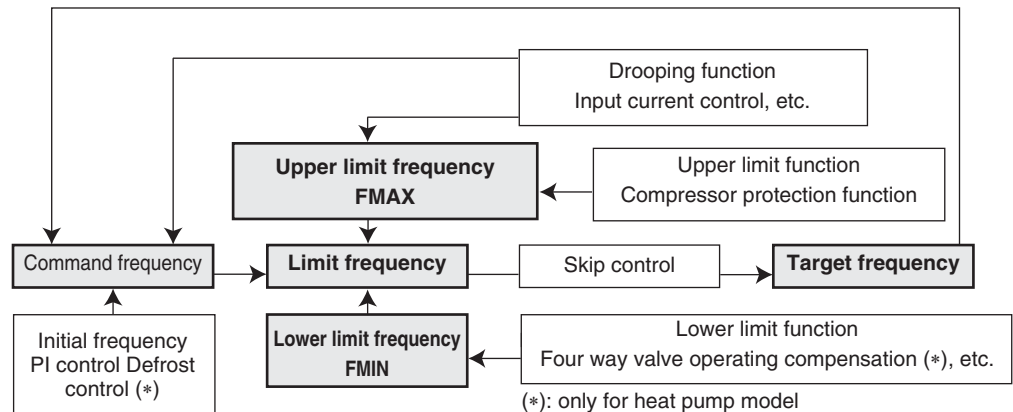 Drooping function
Input current control, etc.
Upper limit frequency
FMAX
Upper limit function
Compressor protection function
Command frequency
Limit frequency
Skip control
Target frequency
Initial frequency
PI control Defrost
control (*)
Lower limit frequency
FMIN
Lower limit function
Four way valve operating compensation (*), etc.
(*): only for heat pump model